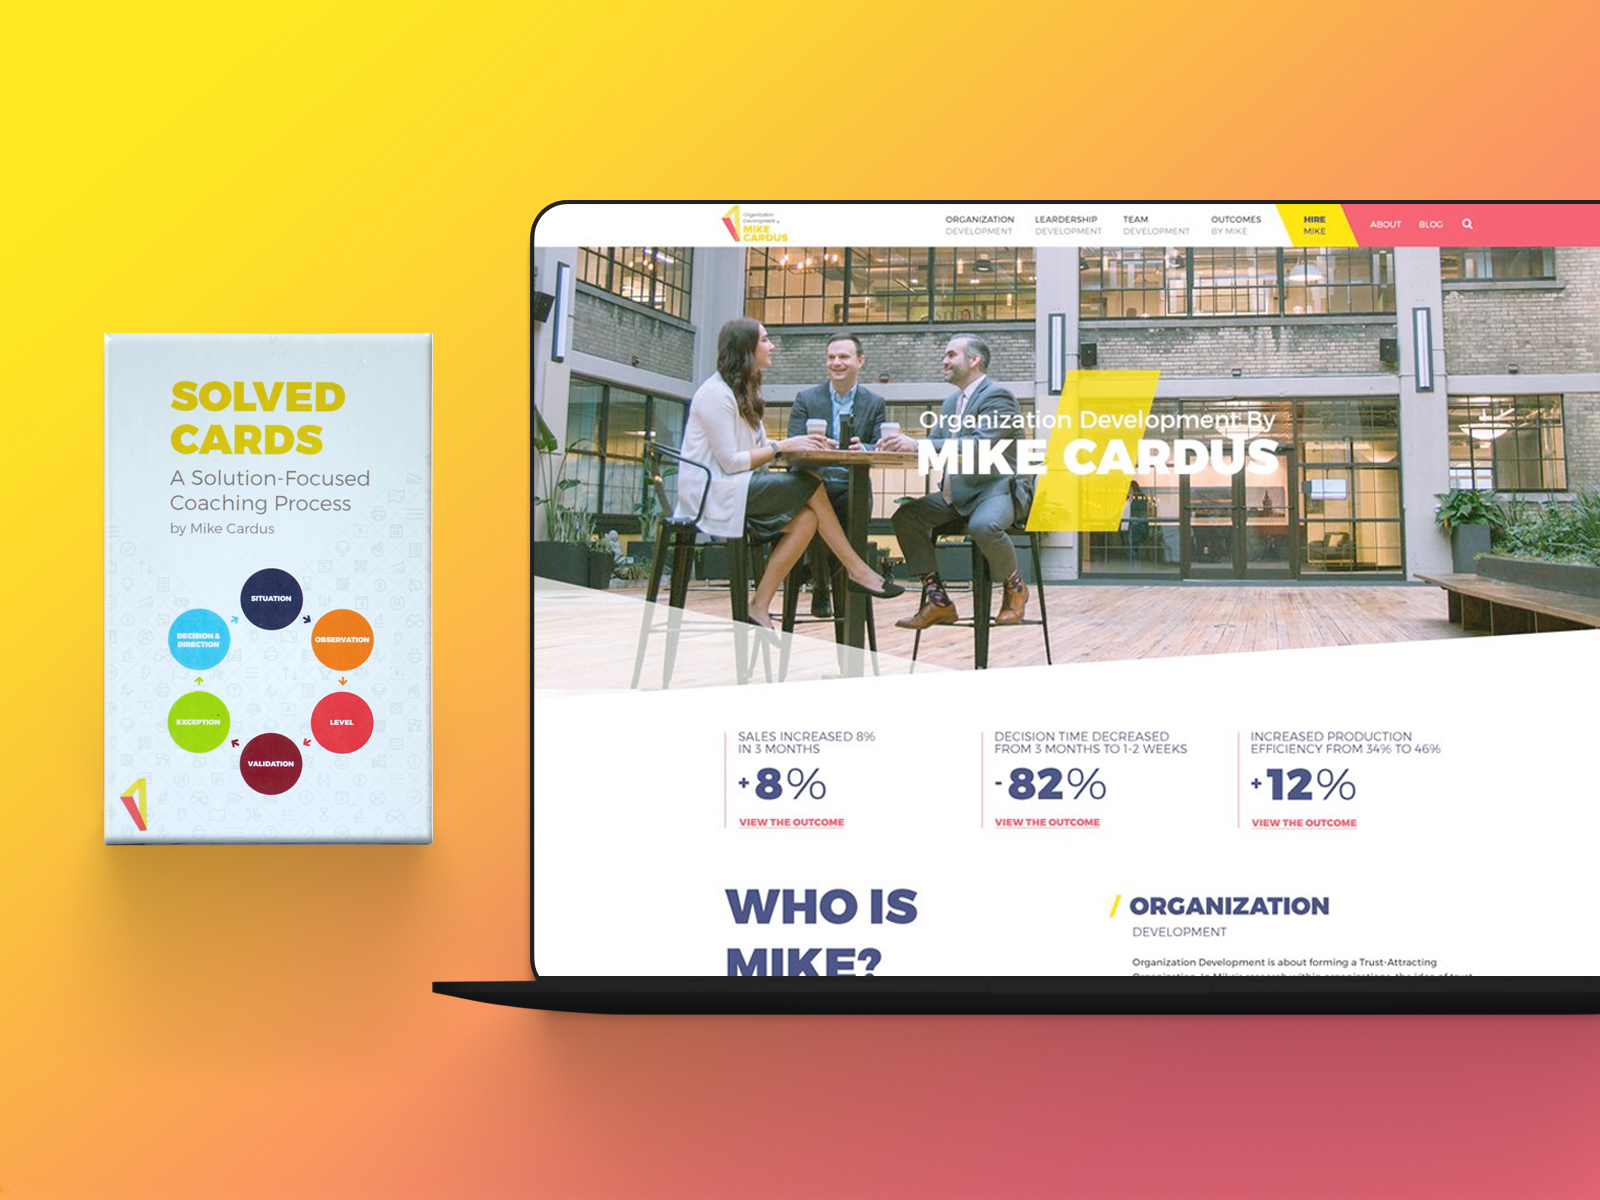 SOLVED
CARDS
A Solution-Focused
Coaching Process
by Mike Cardus
SITUATION
OBSERVATION
LEVEL
VALIDATION
EXCEPTION
DECISION &
DIRECTION
Organization
Development
MIKE
CARDUS
ORGANIZATION
DEVELOPMENT
LEARDERSHIP
DEVELOPMENT
TEAM
DEVELOPMENT
OUTCOMES
BY MIKE
HIRE
MIKE
ABOUT
BLOG
Organization Development By
MIKE CARDUS
SALES INCREASED 8%
IN 3 MONTHS
+8%
VIEW THE OUTCOME
DECISION TIME DECREASED
FROM 3 MONTHS TO 1-2 WEEKS
-82%
VIEW THE OUTCOME
INCREASED PRODUCTION
EFFICIENCY FROM 34% TO 46%
+12%
VIEW THE OUTCOME
WHO IS
MIKE?
/ ORGANIZATION
DEVELOPMENT
Organization Development is about forming a Trust-Attracting